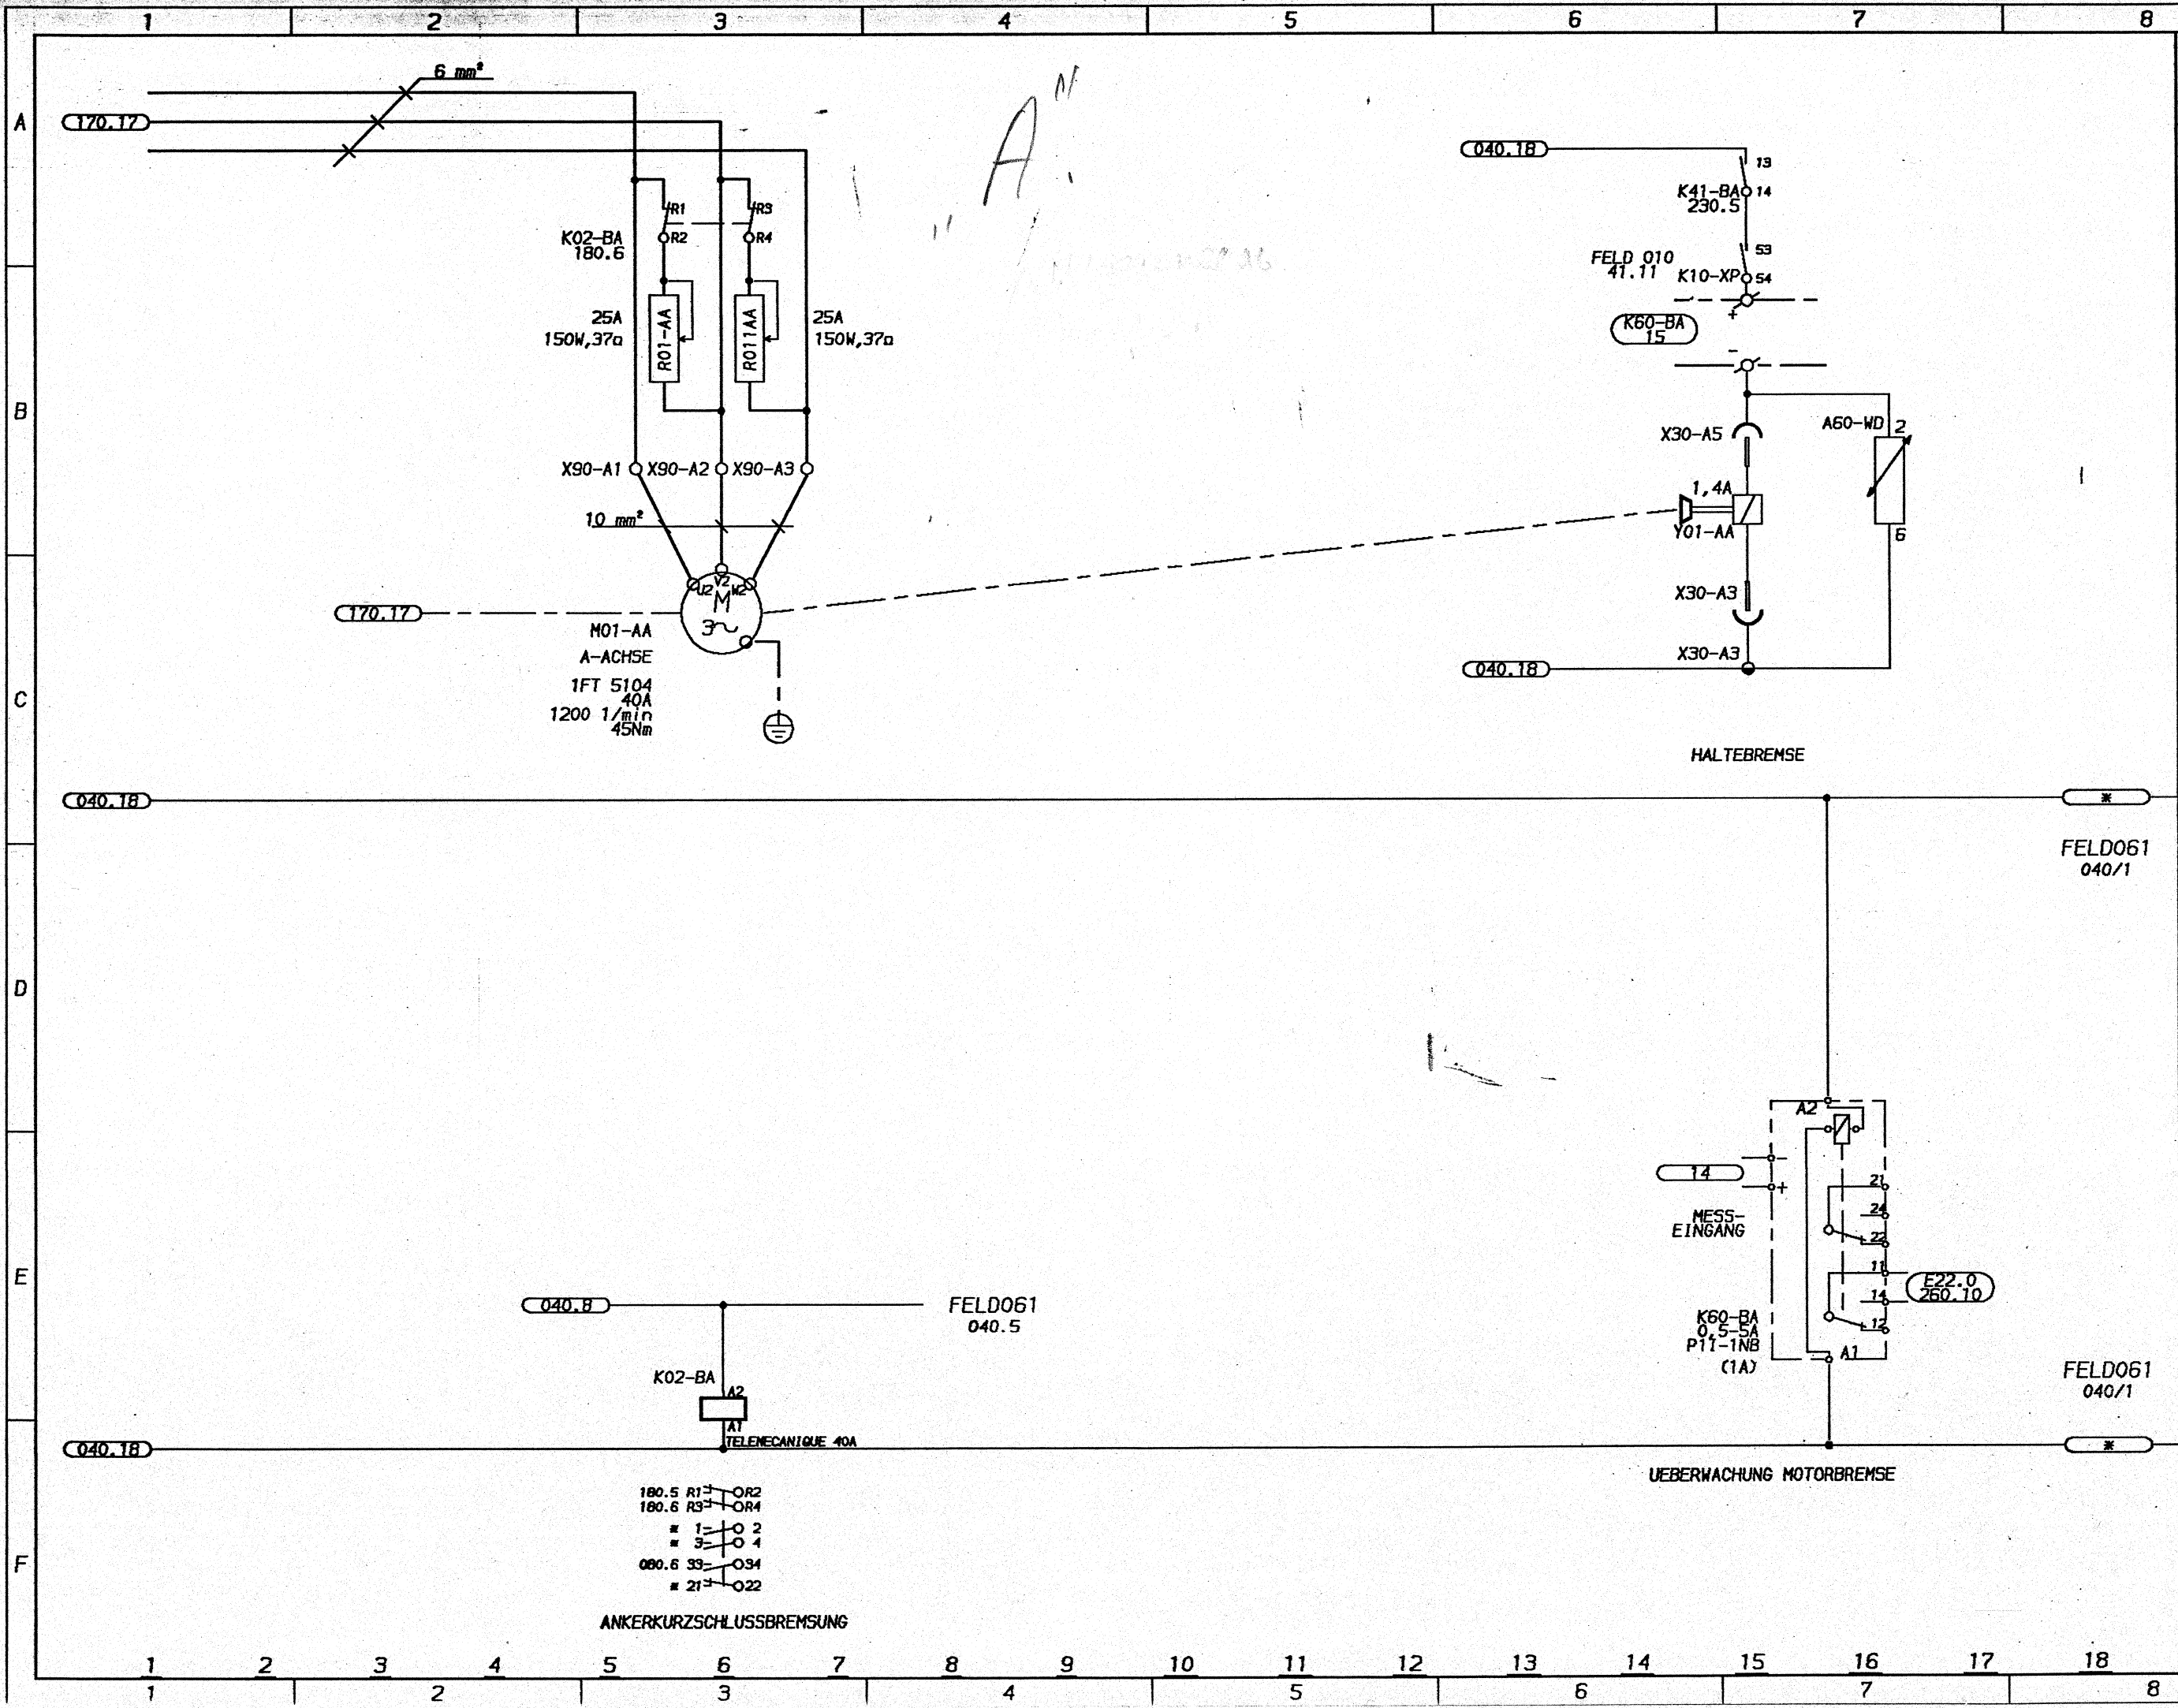 1 2 3 4 5 6 7 8
6 mm²
A
170.17
"A"
040.18
13
K41-BA 14
230.5
R1 R3
K02-BA R2 R4
180.6
53
FELD 010
41.11 K10-XP 54
+
K60-BA
15
-
25A R01-AA R011AA 25A
150W,37Ω 150W,37Ω
B
X30-A5 A60-WD 2
X90-A1 X90-A2 X90-A3
1,4A
10 mm²
Y01-AA 6
U2 V2 W2
M
3~
X30-A3
170.17
M01-AA
A-ACHSE
X30-A3
040.18
1FT 5104
40A
1200 1/min
45Nm
C
HALTEBREMSE
040.18 *
FELD061
040/1
D
A2
-
14
+ 21
MESS- 24
EINGANG 22
E
11
E22.0
260.10
14
040.8 FELD061
040.5
K60-BA 12
0,5-5A
P11-1NB A1
(1A)
K02-BA
A2
FELD061
040/1
A1
TELEMECANIQUE 40A
040.18 *
UEBERWACHUNG MOTORBREMSE
180.5 R1 R2
180.6 R3 R4
* 1 2
* 3 4
F
080.6 33 34
* 21 22
ANKERKURZSCHLUSSBREMSUNG
1 2 3 4 5 6 7 8 9 10 11 12 13 14 15 16 17 18
1 2 3 4 5 6 7 8